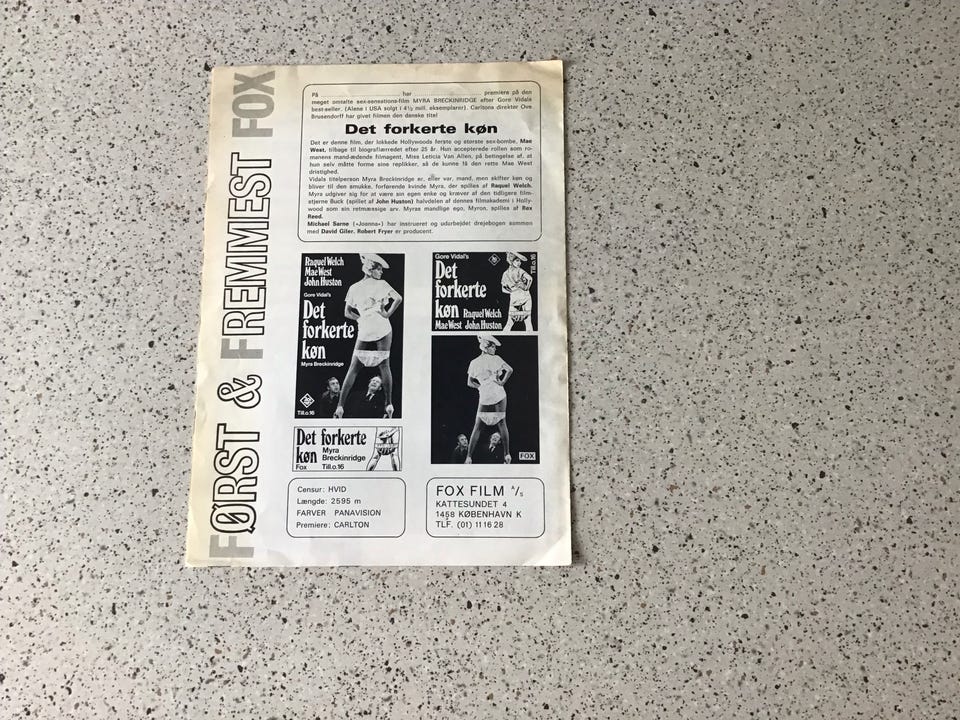 FØRST & FREMMEST FOX
På har premiere på den
meget omtalte sex-sensations-film MYRA BRECKINRIDGE efter Gore Vidals
best-seller. (Alene i USA solgt i 4½ mill. eksemplarer). Carltons direktør Ove
Brusendorff har givet filmen den danske titel
Det forkerte køn
Det er denne film, der lokkede Hollywoods første og største sex-bombe, Mae
West, tilbage til biograflærredet efter 25 år. Hun accepterede rollen som ro-
manens mand-ædende filmagent, Miss Leticia Van Allen, på betingelse af, at
hun selv måtte forme sine replikker, så de kunne få den rette Mae West
dristighed.
Vidals titelperson Myra Breckinridge er, eller var, mand, men skifter køn og
bliver til den smukke, forførende kvinde Myra, der spilles af Raquel Welch.
Myra udgiver sig for at være sin egen enke og kræver af den tidligere film-
stjerne Buck (spillet af John Huston) halvdelen af dennes filmakademi i Holly-
wood som sin retmæssige arv. Myras mandlige ego, Myron, spilles af Rex
Reed.
Michael Sarne (»Joanna«) har instrueret og udarbejdet drejebogen sammen
med David Giler. Robert Fryer er producent.
Raquel Welch
Mae West
John Huston
Gore Vidal's
Det
forkerte
køn
Myra Breckinridge
Till.o.16
Gore Vidal's
Det
forkerte
køn Raquel Welch
Mae West John Huston
Till.o.16
FOX
Det forkerte
køn Myra
Breckinridge
Fox Till.o.16
Censur: HVID
Længde: 2595 m
FARVER PANAVISION
Premiere: CARLTON
FOX FILM A/S
KATTESUNDET 4
1458 KØBENHAVN K
TLF. (01) 11 16 28